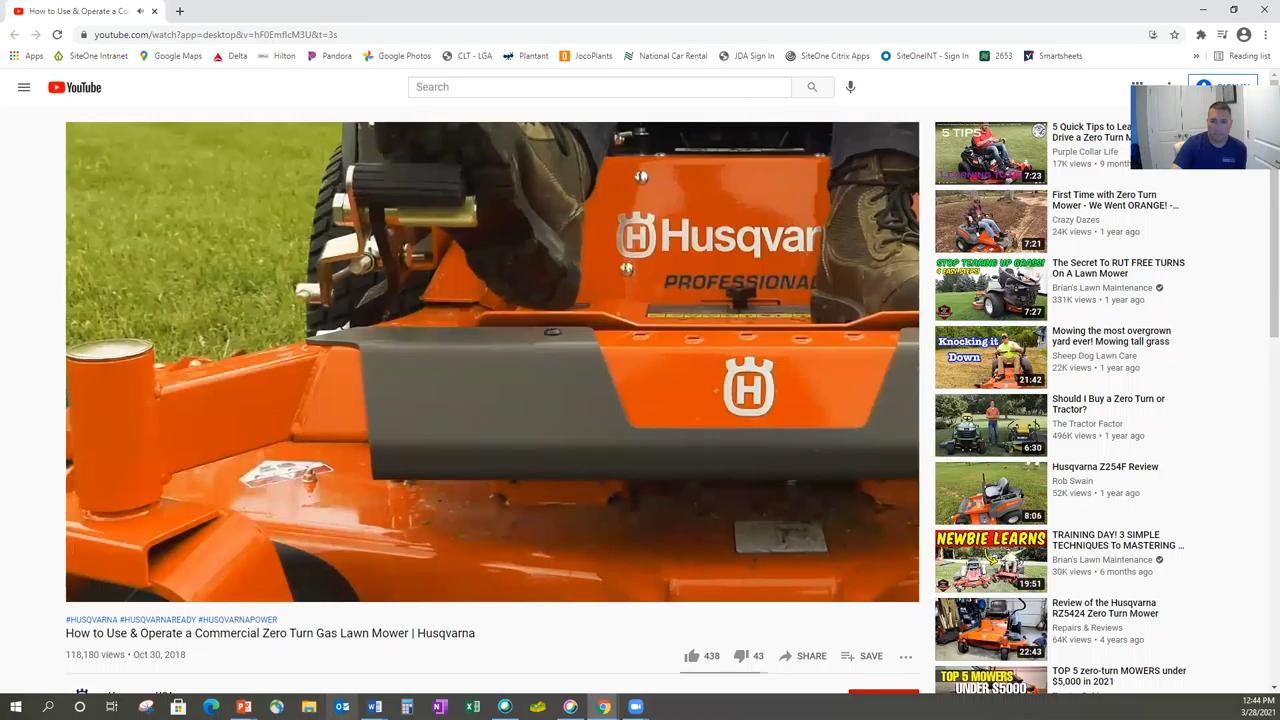 How to Use & Operate a Co
youtube.com/watch?app=desktop&v=hF0EmfIcM3U&t=3s
Apps
SiteOne Intranet
Google Maps
Delta
Hilton
Pandora
Google Photos
CLT - LGA
Plantant
JocoPlants
National Car Rental
JDA Sign In
SiteOne Citrix Apps
SiteOneINT - Sign In
2653
Smartsheets
»
Reading list
YouTube
Search
Husqvar
PROFESSIONAL
H
#HUSQVARNA #HUSQVARNAREADY #HUSQVARNAPOWER
How to Use & Operate a Commercial Zero Turn Gas Lawn Mower | Husqvarna
118,180 views • Oct 30, 2018
438
43
SHARE
SAVE
5 TIPS
7:23
5 Quick Tips to Lea
Drive a Zero Turn M
Purple Collar Life
17K views • 9 month
7:21
First Time with Zero Turn
Mower - We Went ORANGE! -...
Crazy Dazes
24K views • 1 year ago
STOP TEARING UP GRASS!
7:27
The Secret To RUT FREE TURNS
On A Lawn Mower
Brian's Lawn Maintenance
331K views • 1 year ago
Knocking it
Down
21:42
Mowing the most overgrown
yard ever! Mowing tall grass
Sheep Dog Lawn Care
22K views • 1 year ago
6:30
Should I Buy a Zero Turn or
Tractor?
The Tractor Factor
496K views • 1 year ago
8:06
Husqvarna Z254F Review
Rob Swain
52K views • 1 year ago
NEWBIE LEARNS
19:51
TRAINING DAY! 3 SIMPLE
TECHNIQUES To MASTERING ...
Brian's Lawn Maintenance
30K views • 6 months ago
22:43
Review of the Husqvarna
RZ5424 Zero Turn Mower
Repairs & Reviews
64K views • 4 years ago
TOP 5 MOWERS
UNDER $5000
TOP 5 zero-turn MOWERS under
$5,000 in 2021
12:44 PM
3/28/2021